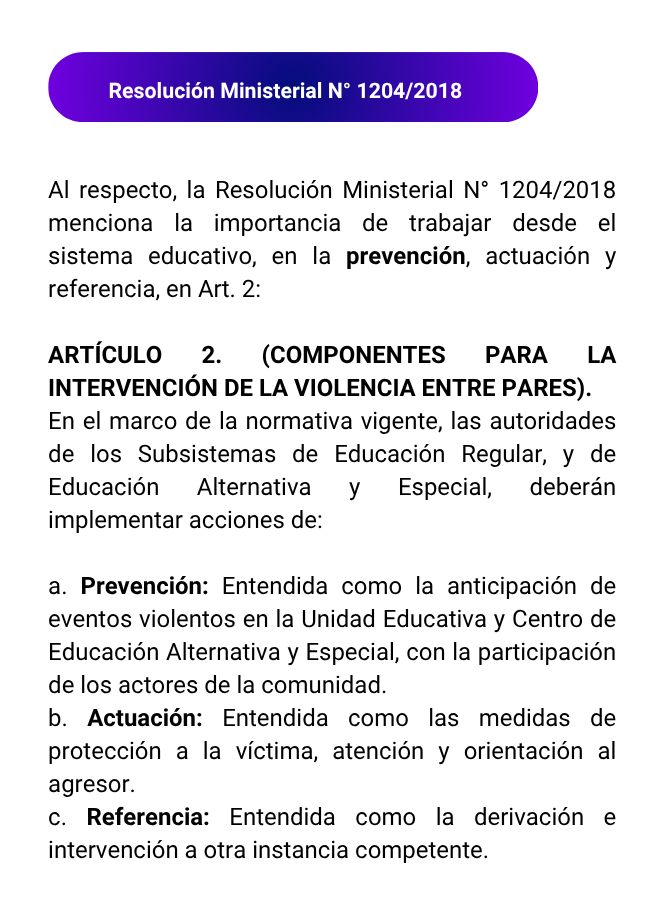 Resolución Ministerial N° 1204/2018
Al respecto, la Resolución Ministerial N° 1204/2018
menciona la importancia de trabajar desde el
sistema educativo, en la prevención, actuación y
referencia, en Art. 2:
ARTÍCULO 2. (COMPONENTES PARA LA
INTERVENCIÓN DE LA VIOLENCIA ENTRE PARES).
En el marco de la normativa vigente, las autoridades
de los Subsistemas de Educación Regular, y de
Educación Alternativa y Especial, deberán
implementar acciones de:
a. Prevención: Entendida como la anticipación de
eventos violentos en la Unidad Educativa y Centro de
Educación Alternativa y Especial, con la participación
de los actores de la comunidad.
b. Actuación: Entendida como las medidas de
protección a la víctima, atención y orientación al
agresor.
c. Referencia: Entendida como la derivación e
intervención a otra instancia competente.